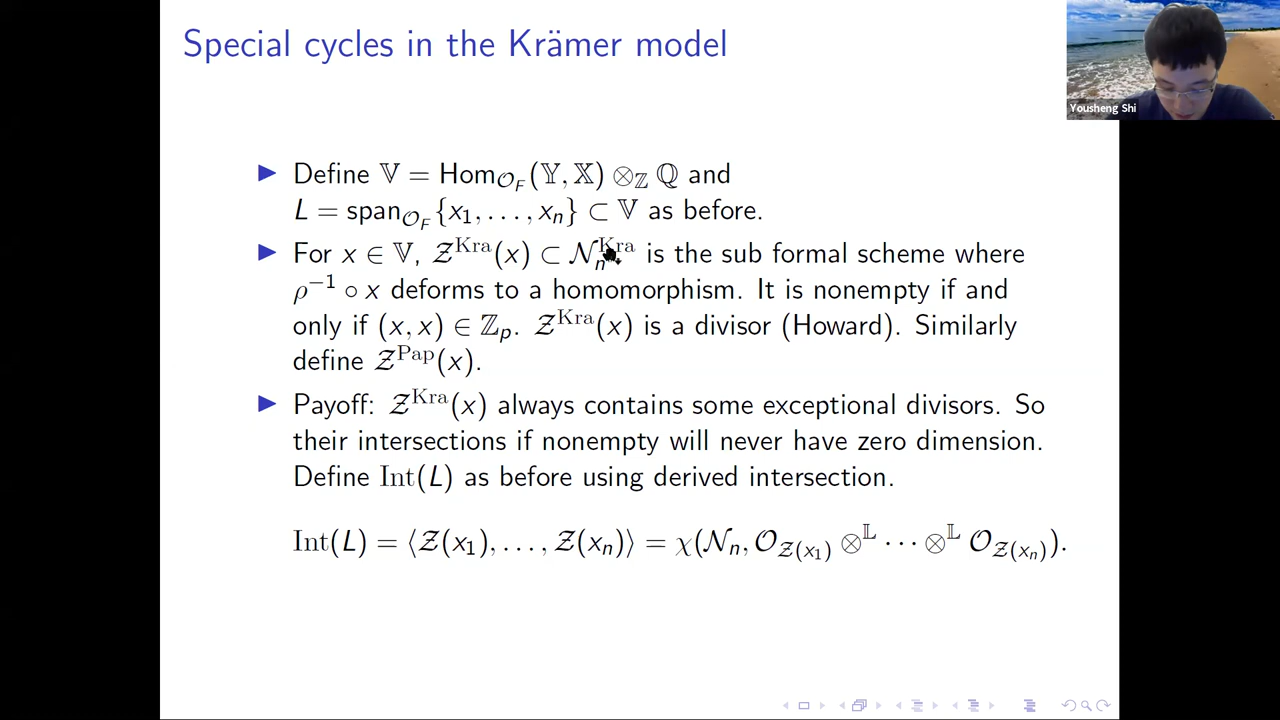 Special cycles in the Krämer model
Yousheng Shi
▶ Define 𝕍 = Hom_{𝒪_F}(𝕐, 𝕏) ⊗_ℤ ℚ and
L = span_{𝒪_F}{x_1, . . . , x_n} ⊂ 𝕍 as before.
▶ For x ∈ 𝕍, 𝒵^{Kra}(x) ⊂ 𝒩_n^{Kra} is the sub formal scheme where
ρ^{−1} ∘ x deforms to a homomorphism. It is nonempty if and
only if (x, x) ∈ ℤ_p. 𝒵^{Kra}(x) is a divisor (Howard). Similarly
define 𝒵^{Pap}(x).
▶ Payoff: 𝒵^{Kra}(x) always contains some exceptional divisors. So
their intersections if nonempty will never have zero dimension.
Define Int(L) as before using derived intersection.
Int(L) = ⟨𝒵(x_1), . . . , 𝒵(x_n)⟩ = χ(𝒩_n, 𝒪_{𝒵(x_1)} ⊗^𝕃 · · · ⊗^𝕃 𝒪_{𝒵(x_n)}).